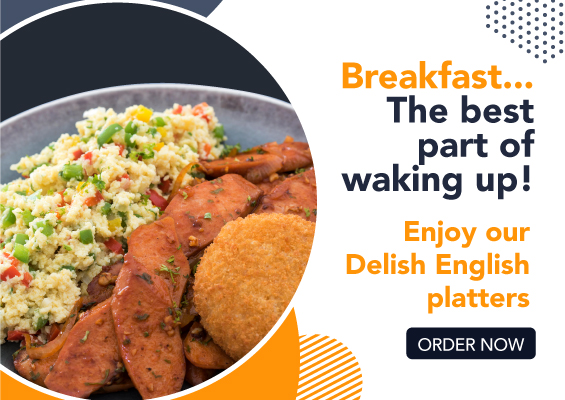 Breakfast...
The best
part of
waking up!
Enjoy our
Delish English
platters
ORDER NOW